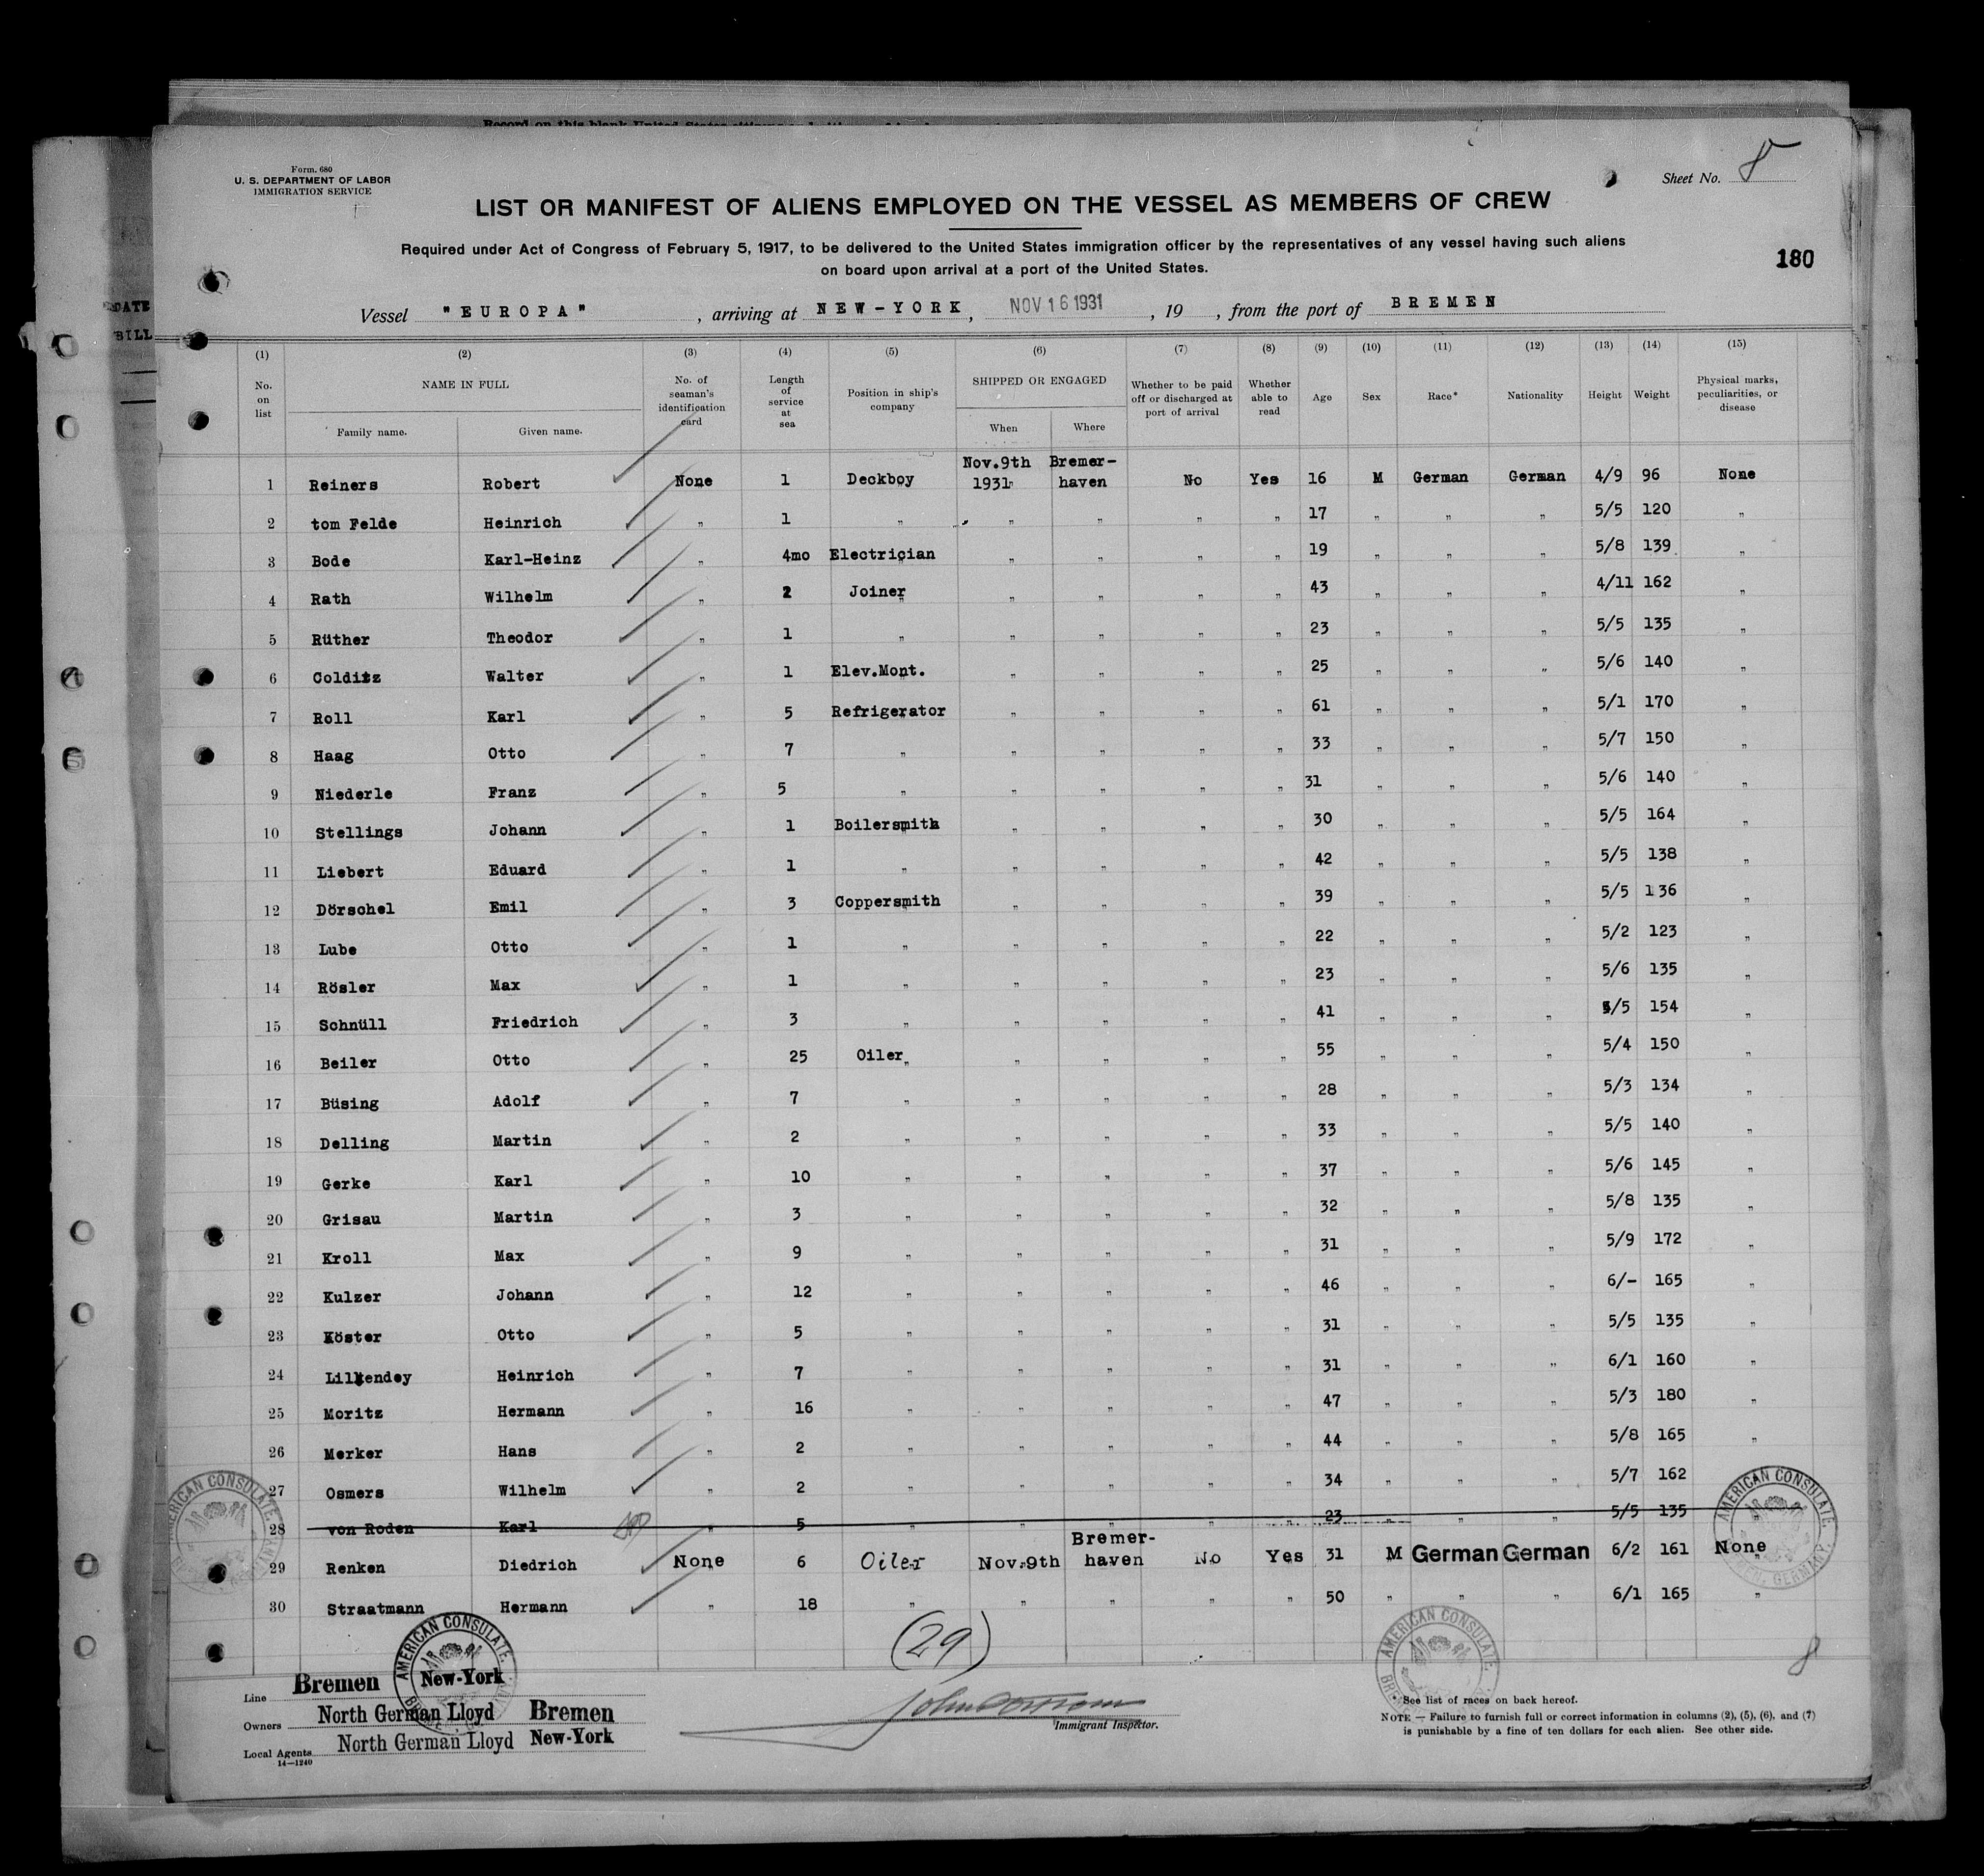 Record on this blank United States
Form. 680
U. S. DEPARTMENT OF LABOR
IMMIGRATION SERVICE
Sheet No. 8
LIST OR MANIFEST OF ALIENS EMPLOYED ON THE VESSEL AS MEMBERS OF CREW
Required under Act of Congress of February 5, 1917, to be delivered to the United States immigration officer by the representatives of any vessel having such aliens
on board upon arrival at a port of the United States.
180
DATE
BILL
Vessel "EUROPA" , arriving at NEW-YORK, NOV 16 1931 , 19 , from the port of BREMEN
(1) (2) (3) (4) (5) (6) (7) (8) (9) (10) (11) (12) (13) (14) (15)
No. on list NAME IN FULL Family name. Given name. No. of seaman's identification card Length of service at sea Position in ship's company SHIPPED OR ENGAGED When Where Whether to be paid off or discharged at port of arrival Whether able to read Age Sex Race* Nationality Height Weight Physical marks, peculiarities, or disease
1 Reiners Robert None 1 Deckboy Nov.9th 1931 Bremer-haven No Yes 16 M German German 4/9 96 None
2 tom Felde Heinrich " 1 " " " " " 17 " " " 5/5 120 "
3 Bode Karl-Heinz " 4mo Electrician " " " " 19 " " " 5/8 139 "
4 Rath Wilhelm " 2 Joiner " " " " 43 " " " 4/11 162 "
5 Rüther Theodor " 1 " " " " " 23 " " " 5/5 135 "
6 Colditz Walter " 1 Elev.Mont. " " " " 25 " " " 5/6 140 "
7 Roll Karl " 5 Refrigerator " " " " 61 " " " 5/1 170 "
8 Haag Otto " 7 " " " " " 33 " " " 5/7 150 "
9 Niederle Franz " 5 " " " " " 31 " " " 5/6 140 "
10 Stellings Johann " 1 Boilersmith " " " " 30 " " " 5/5 164 "
11 Liebert Eduard " 1 " " " " " 42 " " " 5/5 138 "
12 Dörschel Emil " 3 Coppersmith " " " " 39 " " " 5/5 136 "
13 Lube Otto " 1 " " " " " 22 " " " 5/2 123 "
14 Rösler Max " 1 " " " " " 23 " " " 5/6 135 "
15 Schnüll Friedrich " 3 " " " " " 41 " " " 5/5 154 "
16 Beiler Otto " 25 Oiler " " " " 55 " " " 5/4 150 "
17 Büsing Adolf " 7 " " " " " 28 " " " 5/3 134 "
18 Delling Martin " 2 " " " " " 33 " " " 5/5 140 "
19 Gerke Karl " 10 " " " " " 37 " " " 5/6 145 "
20 Grisau Martin " 3 " " " " " 32 " " " 5/8 135 "
21 Kroll Max " 9 " " " " " 31 " " " 5/9 172 "
22 Kulzer Johann " 12 " " " " " 46 " " " 6/- 165 "
23 Köster Otto " 5 " " " " " 31 " " " 5/5 135 "
24 Lilkendey Heinrich " 7 " " " " " 31 " " " 6/1 160 "
25 Moritz Hermann " 16 " " " " " 47 " " " 5/3 180 "
26 Merker Hans " 2 " " " " " 44 " " " 5/8 165 "
27 Osmers Wilhelm " 2 " " " " " 34 " " " 5/7 162 "
28 von Roden Karl " 5 " " " " " 23 " " " 5/5 135
29 Renken Diedrich None 6 Oiler Nov.9th Bremer-haven No Yes 31 M German German 6/2 161 None
30 Straatmann Hermann " 18 " " " " " 50 " " " 6/1 165 "
(29)
8
AMERICAN CONSULATE
AMERICAN CONSULATE
AMERICAN CONSULATE
AMERICAN CONSULATE
Line Bremen New-York
Owners North German Lloyd Bremen
Local Agents North German Lloyd New-York
14—1240
Immigrant Inspector.
* See list of races on back hereof.
NOTE — Failure to furnish full or correct information in columns (2), (5), (6), and (7)
is punishable by a fine of ten dollars for each alien. See other side.